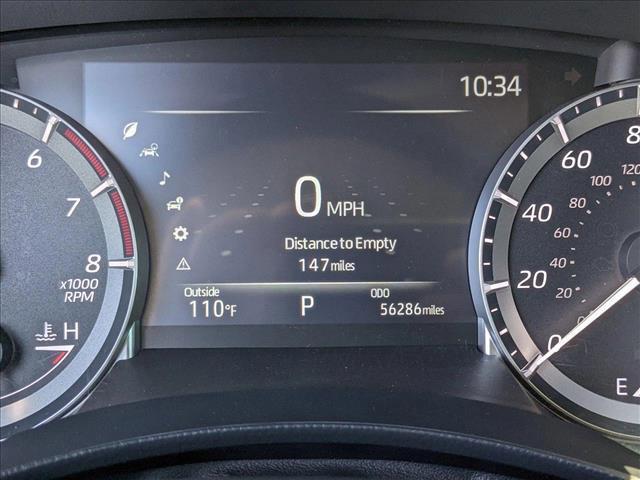 10:34
0 MPH
Distance to Empty
147 miles
Outside
110°F
P
ODO
56286 miles
6
7
8
x1000
RPM
H
0
20
40
60
8
20
40
60
80
100
120
E